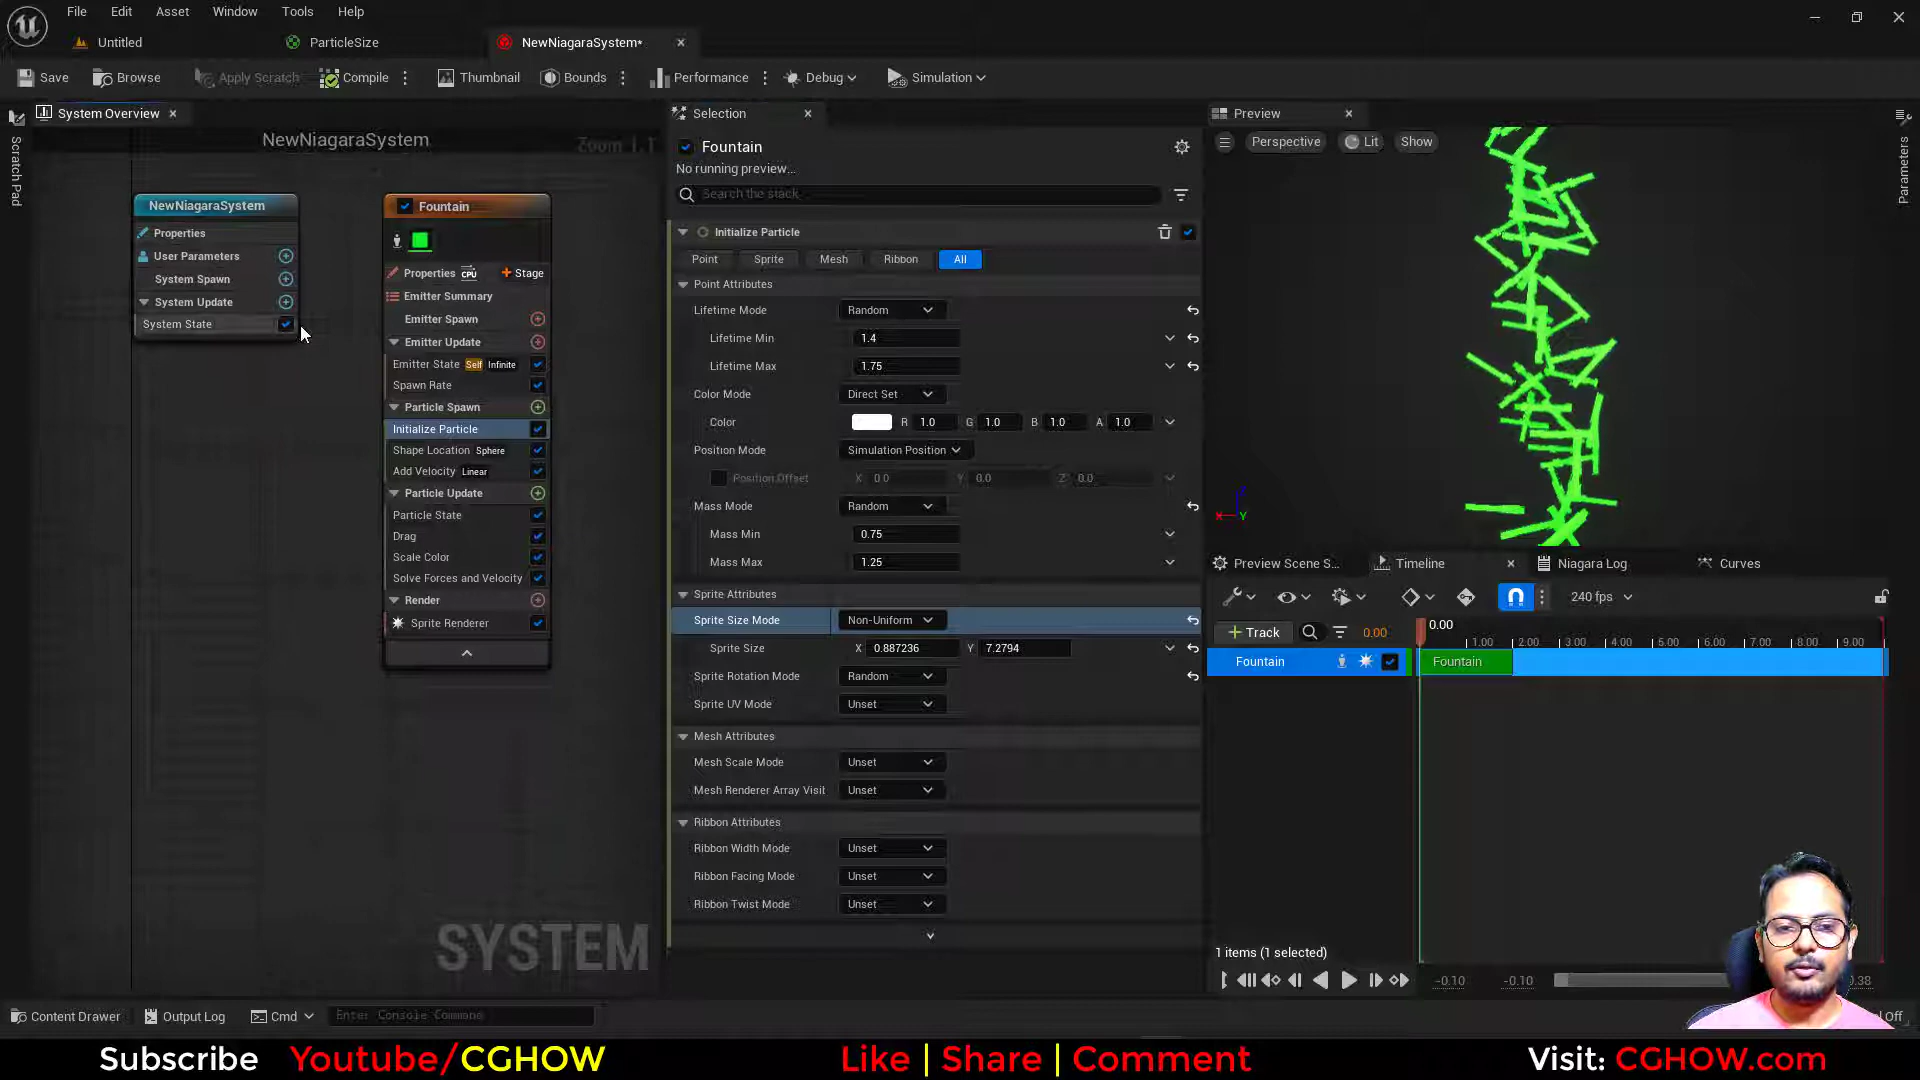 File Edit Asset Window Tools Help
Untitled ParticleSize NewNiagaraSystem*
Save Browse Apply Scratch Compile Thumbnail Bounds Performance Debug Simulation
Scratch Pad
System Overview
NewNiagaraSystem
NewNiagaraSystem
Properties
User Parameters
System Spawn
System Update
System State
Fountain
Properties CPU + Stage
Emitter Summary
Emitter Spawn
Emitter Update
Emitter State Self Infinite
Spawn Rate
Particle Spawn
Initialize Particle
Shape Location Sphere
Add Velocity Linear
Particle Update
Particle State
Drag
Scale Color
Solve Forces and Velocity
Render
Sprite Renderer
SYSTEM
Selection
Fountain
No running preview...
Search the stack
Initialize Particle
Point Sprite Mesh Ribbon All
Point Attributes
Lifetime Mode Random
Lifetime Min 1.4
Lifetime Max 1.75
Color Mode Direct Set
Color R 1.0 G 1.0 B 1.0 A 1.0
Position Mode Simulation Position
Position Offset X 0.0 Y 0.0 Z 0.0
Mass Mode Random
Mass Min 0.75
Mass Max 1.25
Sprite Attributes
Sprite Size Mode Non-Uniform
Sprite Size X 0.887236 Y 7.2794
Sprite Rotation Mode Random
Sprite UV Mode Unset
Mesh Attributes
Mesh Scale Mode Unset
Mesh Renderer Array Visit Unset
Ribbon Attributes
Ribbon Width Mode Unset
Ribbon Facing Mode Unset
Ribbon Twist Mode Unset
Preview
Perspective Lit Show
Z
X Y
Parameters
Preview Scene S... Timeline Niagara Log Curves
240 fps
+ Track 0.00 0.00 1.00 2.00 3.00 4.00 5.00 6.00 7.00 8.00 9.00
Fountain Fountain
1 items (1 selected)
-0.10 -0.10
Content Drawer Output Log Cmd Enter Console Command
Subscribe Youtube/CGHOW Like | Share | Comment Visit: CGHOW.com